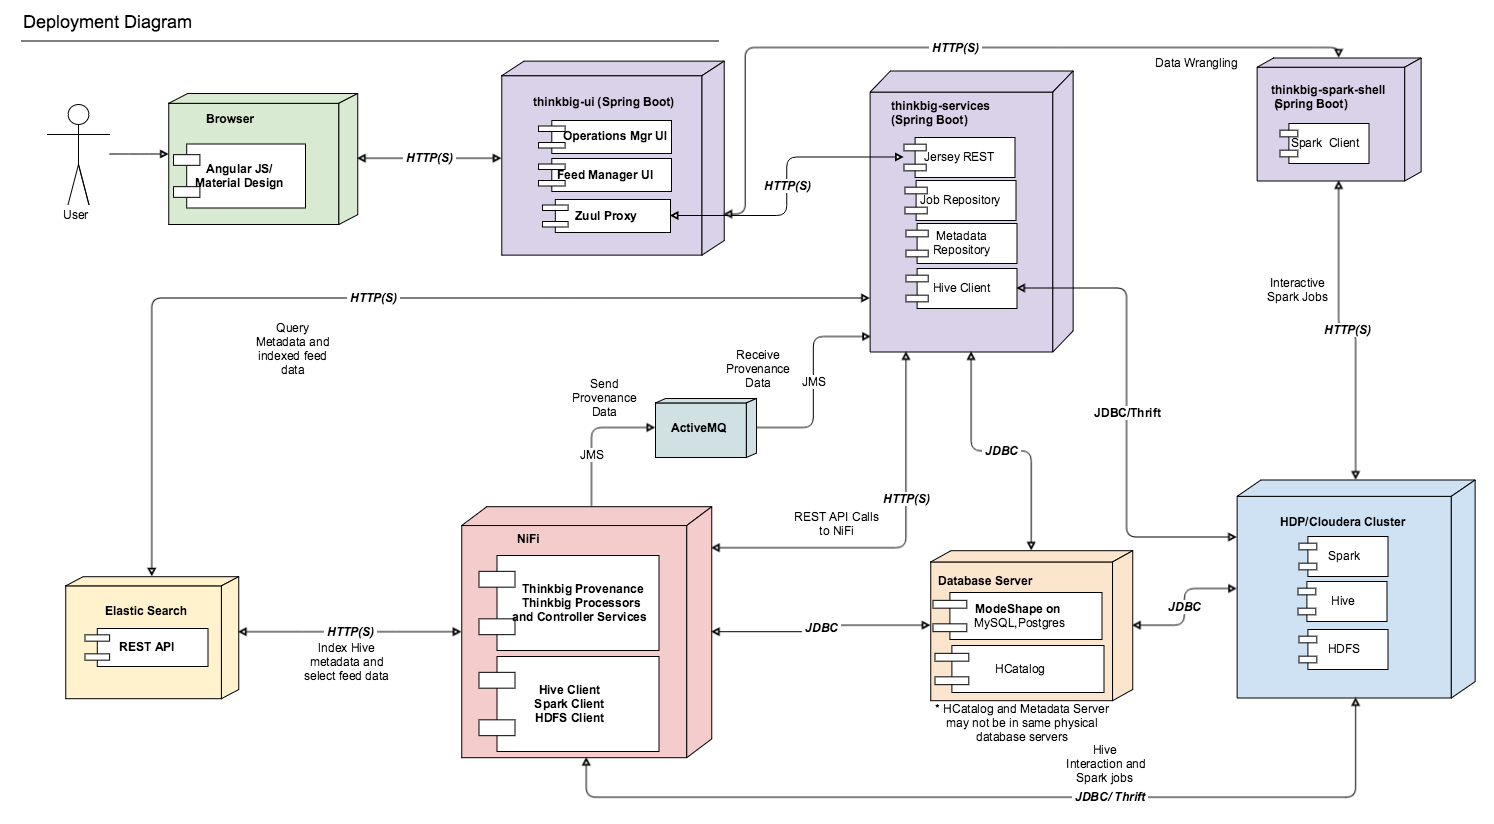 Deployment Diagram
User
Browser
Angular JS/
Material Design
HTTP(S)
thinkbig-ui (Spring Boot)
Operations Mgr UI
Feed Manager UI
Zuul Proxy
HTTP(S)
HTTP(S)
Data Wrangling
thinkbig-services
(Spring Boot)
Jersey REST
Job Repository
Metadata
Repository
Hive Client
thinkbig-spark-shell
(Spring Boot)
Spark Client
Interactive
Spark Jobs
HTTP(S)
HTTP(S)
Query
Metadata and
indexed feed
data
Receive
Provenance
Data
JMS
Send
Provenance
Data
JMS
ActiveMQ
JDBC/Thrift
JDBC
HTTP(S)
REST API Calls
to NiFi
NiFi
Thinkbig Provenance
Thinkbig Processors
and Controller Services
Hive Client
Spark Client
HDFS Client
Elastic Search
REST API
HTTP(S)
Index Hive
metadata and
select feed data
JDBC
Database Server
ModeShape on
MySQL,Postgres
HCatalog
* HCatalog and Metadata Server
may not be in same physical
database servers
JDBC
HDP/Cloudera Cluster
Spark
Hive
HDFS
Hive
Interaction and
Spark jobs
JDBC/ Thrift